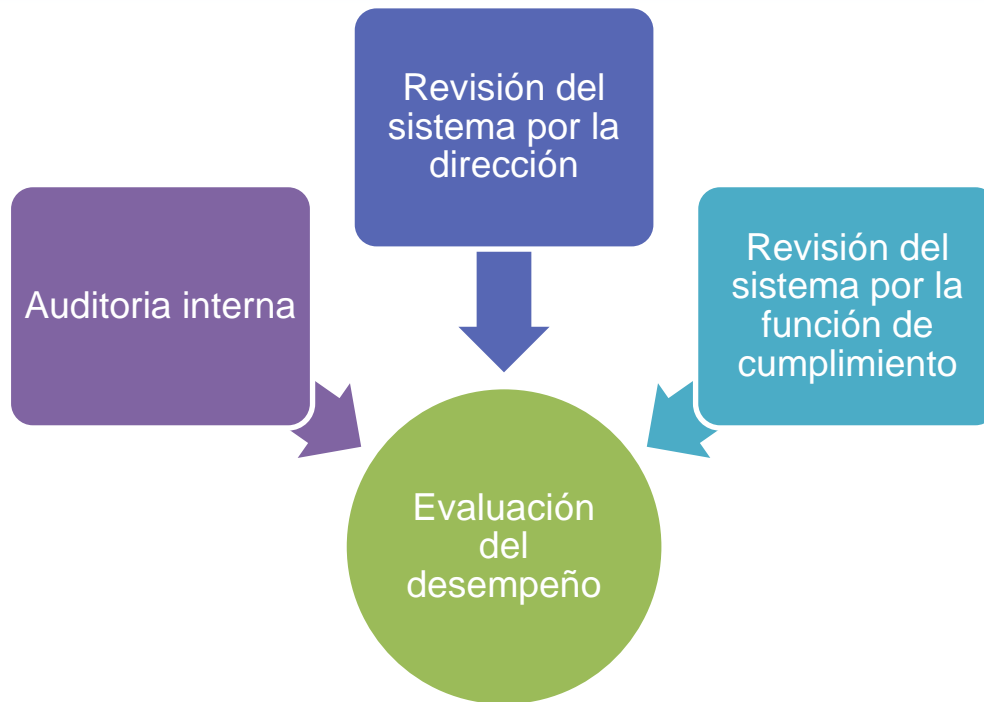 Revisión del
sistema por la
dirección
Auditoria interna
Revisión del
sistema por la
función de
cumplimiento
Evaluación
del
desempeño